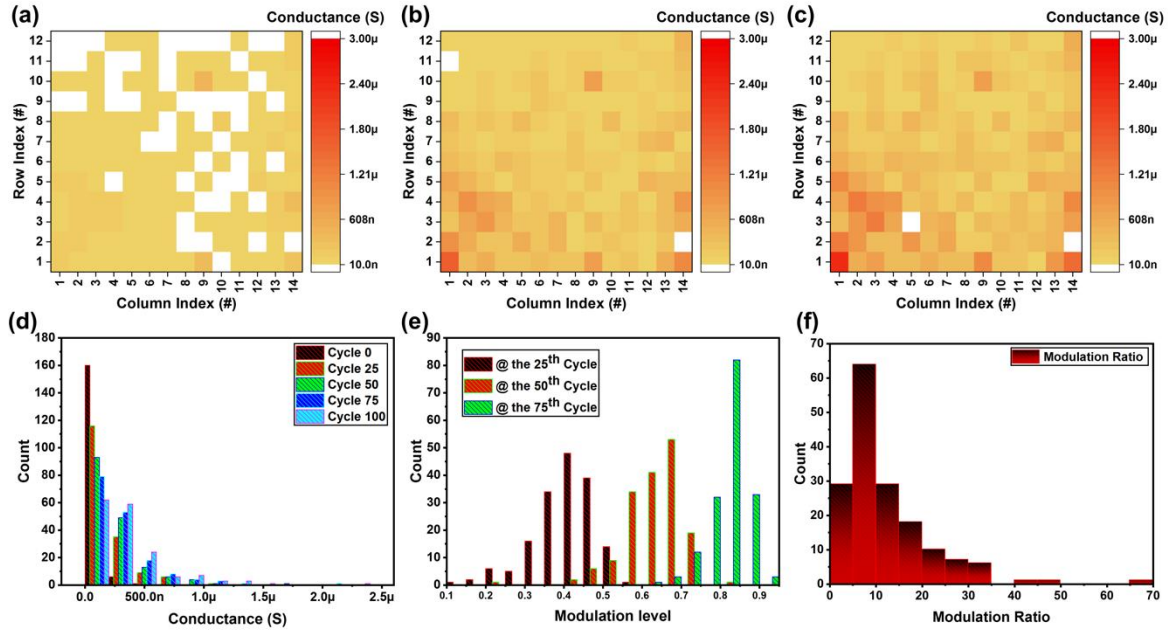 (a)
Conductance (S)
12
11
10
9
8
7
6
5
4
3
2
1
Row Index (#)
1 2 3 4 5 6 7 8 9 10 11 12 13 14
Column Index (#)
3.00μ
2.40μ
1.80μ
1.21μ
608n
10.0n
(b)
Conductance (S)
12
11
10
9
8
7
6
5
4
3
2
1
Row Index (#)
1 2 3 4 5 6 7 8 9 10 11 12 13 14
Column Index (#)
3.00μ
2.40μ
1.80μ
1.21μ
608n
10.0n
(c)
Conductance (S)
12
11
10
9
8
7
6
5
4
3
2
1
Row Index (#)
1 2 3 4 5 6 7 8 9 10 11 12 13 14
Column Index (#)
3.00μ
2.40μ
1.80μ
1.21μ
608n
10.0n
(d)
180
160
140
120
100
80
60
40
20
0
Count
Cycle 0
Cycle 25
Cycle 50
Cycle 75
Cycle 100
0.0 500.0n 1.0μ 1.5μ 2.0μ 2.5μ
Conductance (S)
(e)
90
80
70
60
50
40
30
20
10
0
Count
@ the 25th Cycle
@ the 50th Cycle
@ the 75th Cycle
0.1 0.2 0.3 0.4 0.5 0.6 0.7 0.8 0.9
Modulation level
(f)
70
60
50
40
30
20
10
0
Count
Modulation Ratio
0 10 20 30 40 50 60 70
Modulation Ratio